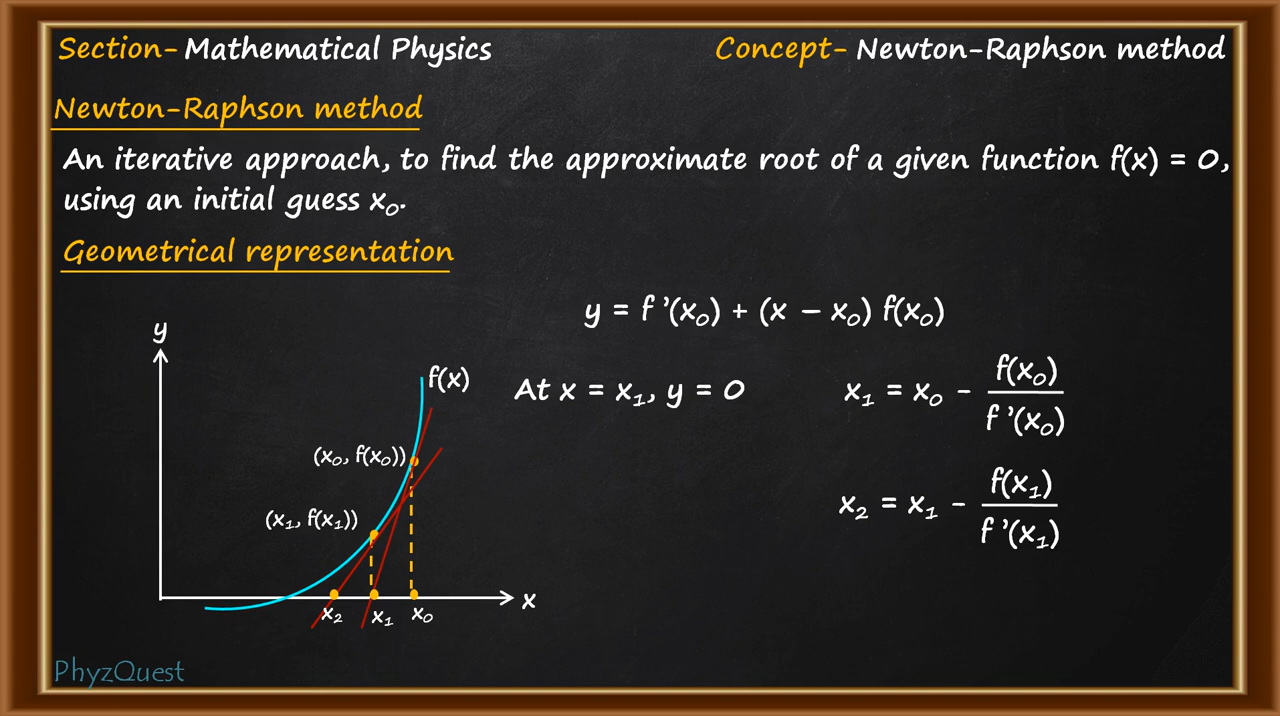 Section- Mathematical Physics
Concept- Newton-Raphson method
Newton-Raphson method
An iterative approach, to find the approximate root of a given function f(x) = 0,
using an initial guess x₀.
Geometrical representation
y = f '(x₀) + (x – x₀) f(x₀)
At x = x₁, y = 0
x₁ = x₀ - f(x₀) / f '(x₀)
x₂ = x₁ - f(x₁) / f '(x₁)
y
f(x)
(x₀, f(x₀))
(x₁, f(x₁))
x₂ x₁ x₀ x
PhyzQuest